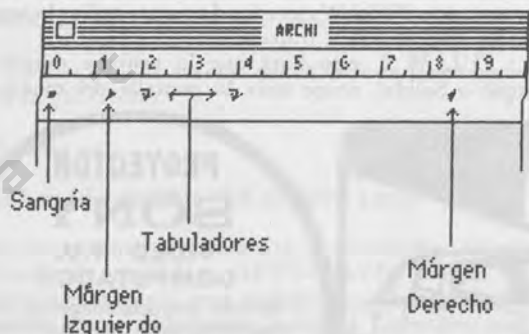 ARCHI
0 1 2 3 4 5 6 7 8 9
Sangría
Tabuladores
Márgen
Izquierdo
Márgen
Derecho